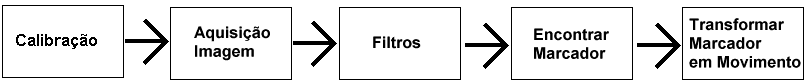 Calibração
Aquisição
Imagem
Filtros
Encontrar
Marcador
Transformar
Marcador
em Movimento